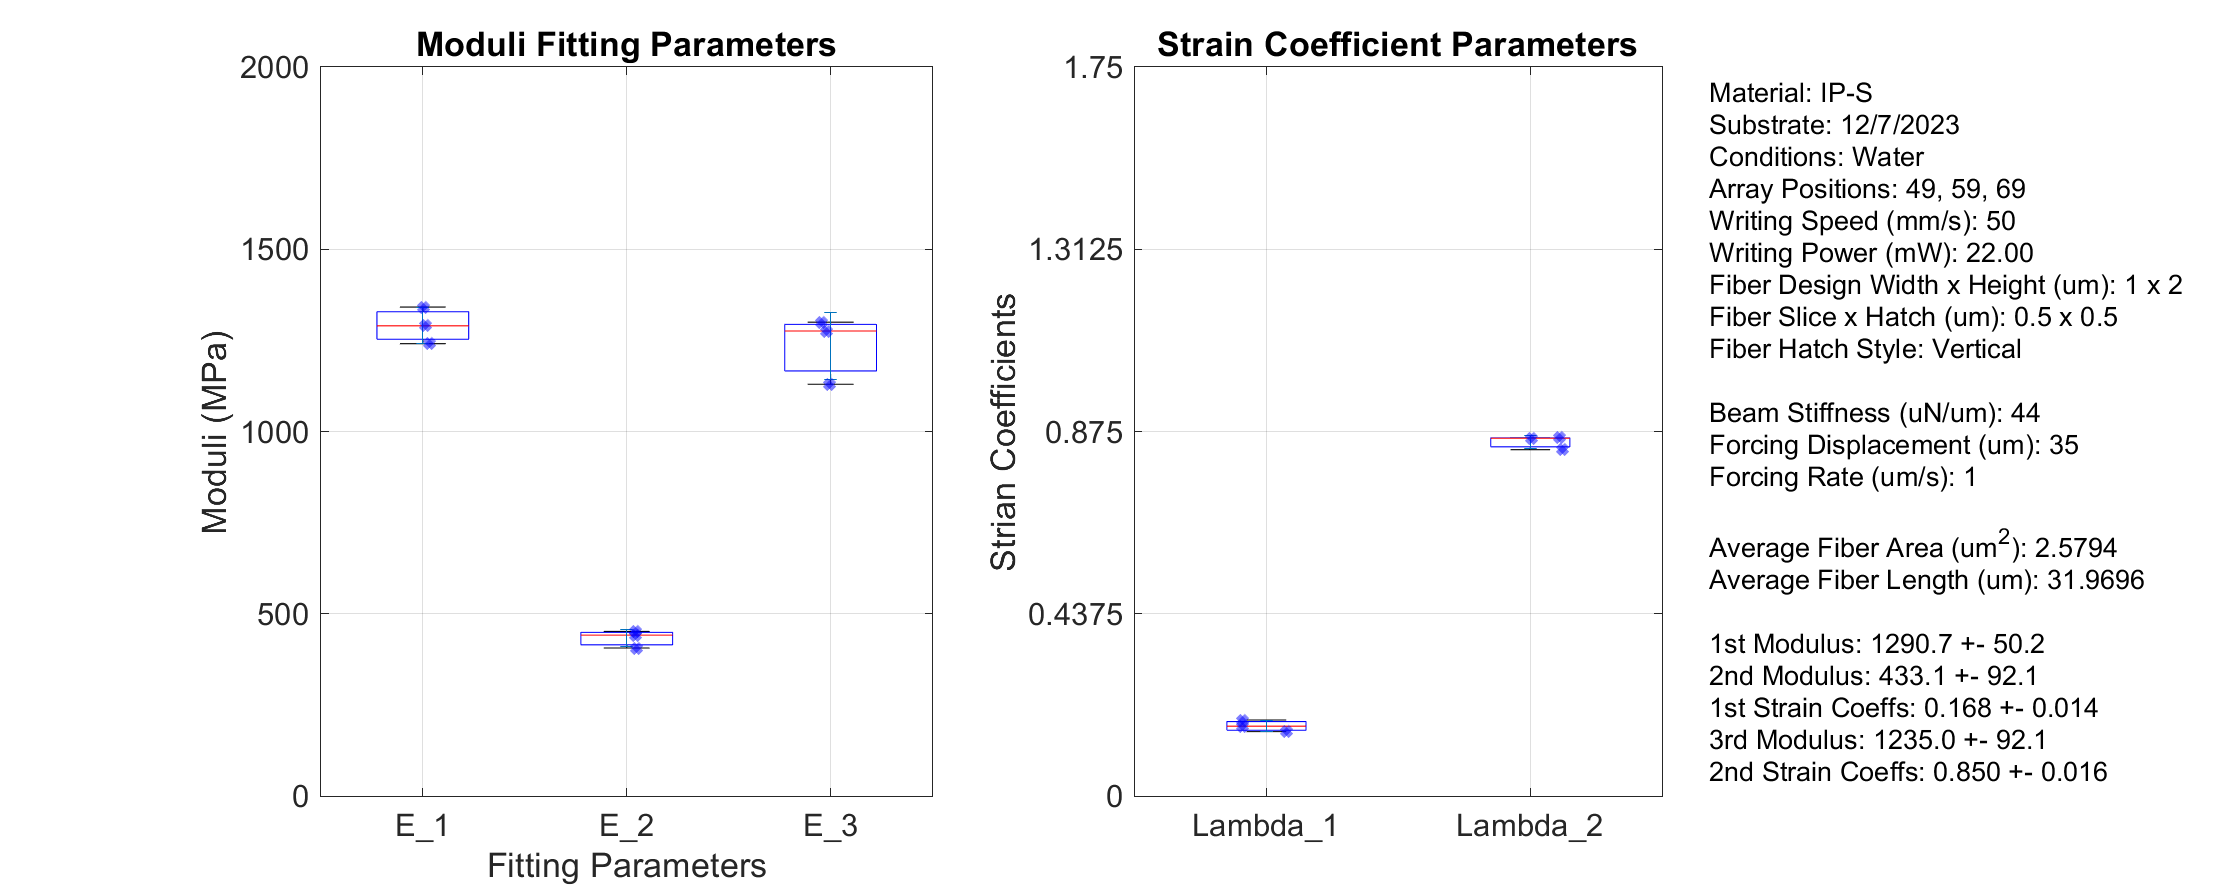 Moduli Fitting Parameters
2000
1500
1000
500
0
Moduli (MPa)
E_1
E_2
E_3
Fitting Parameters
Strain Coefficient Parameters
1.75
1.3125
0.875
0.4375
0
Strian Coefficients
Lambda_1
Lambda_2
Material: IP-S
Substrate: 12/7/2023
Conditions: Water
Array Positions: 49, 59, 69
Writing Speed (mm/s): 50
Writing Power (mW): 22.00
Fiber Design Width x Height (um): 1 x 2
Fiber Slice x Hatch (um): 0.5 x 0.5
Fiber Hatch Style: Vertical
Beam Stiffness (uN/um): 44
Forcing Displacement (um): 35
Forcing Rate (um/s): 1
Average Fiber Area (um²): 2.5794
Average Fiber Length (um): 31.9696
1st Modulus: 1290.7 +- 50.2
2nd Modulus: 433.1 +- 92.1
1st Strain Coeffs: 0.168 +- 0.014
3rd Modulus: 1235.0 +- 92.1
2nd Strain Coeffs: 0.850 +- 0.016